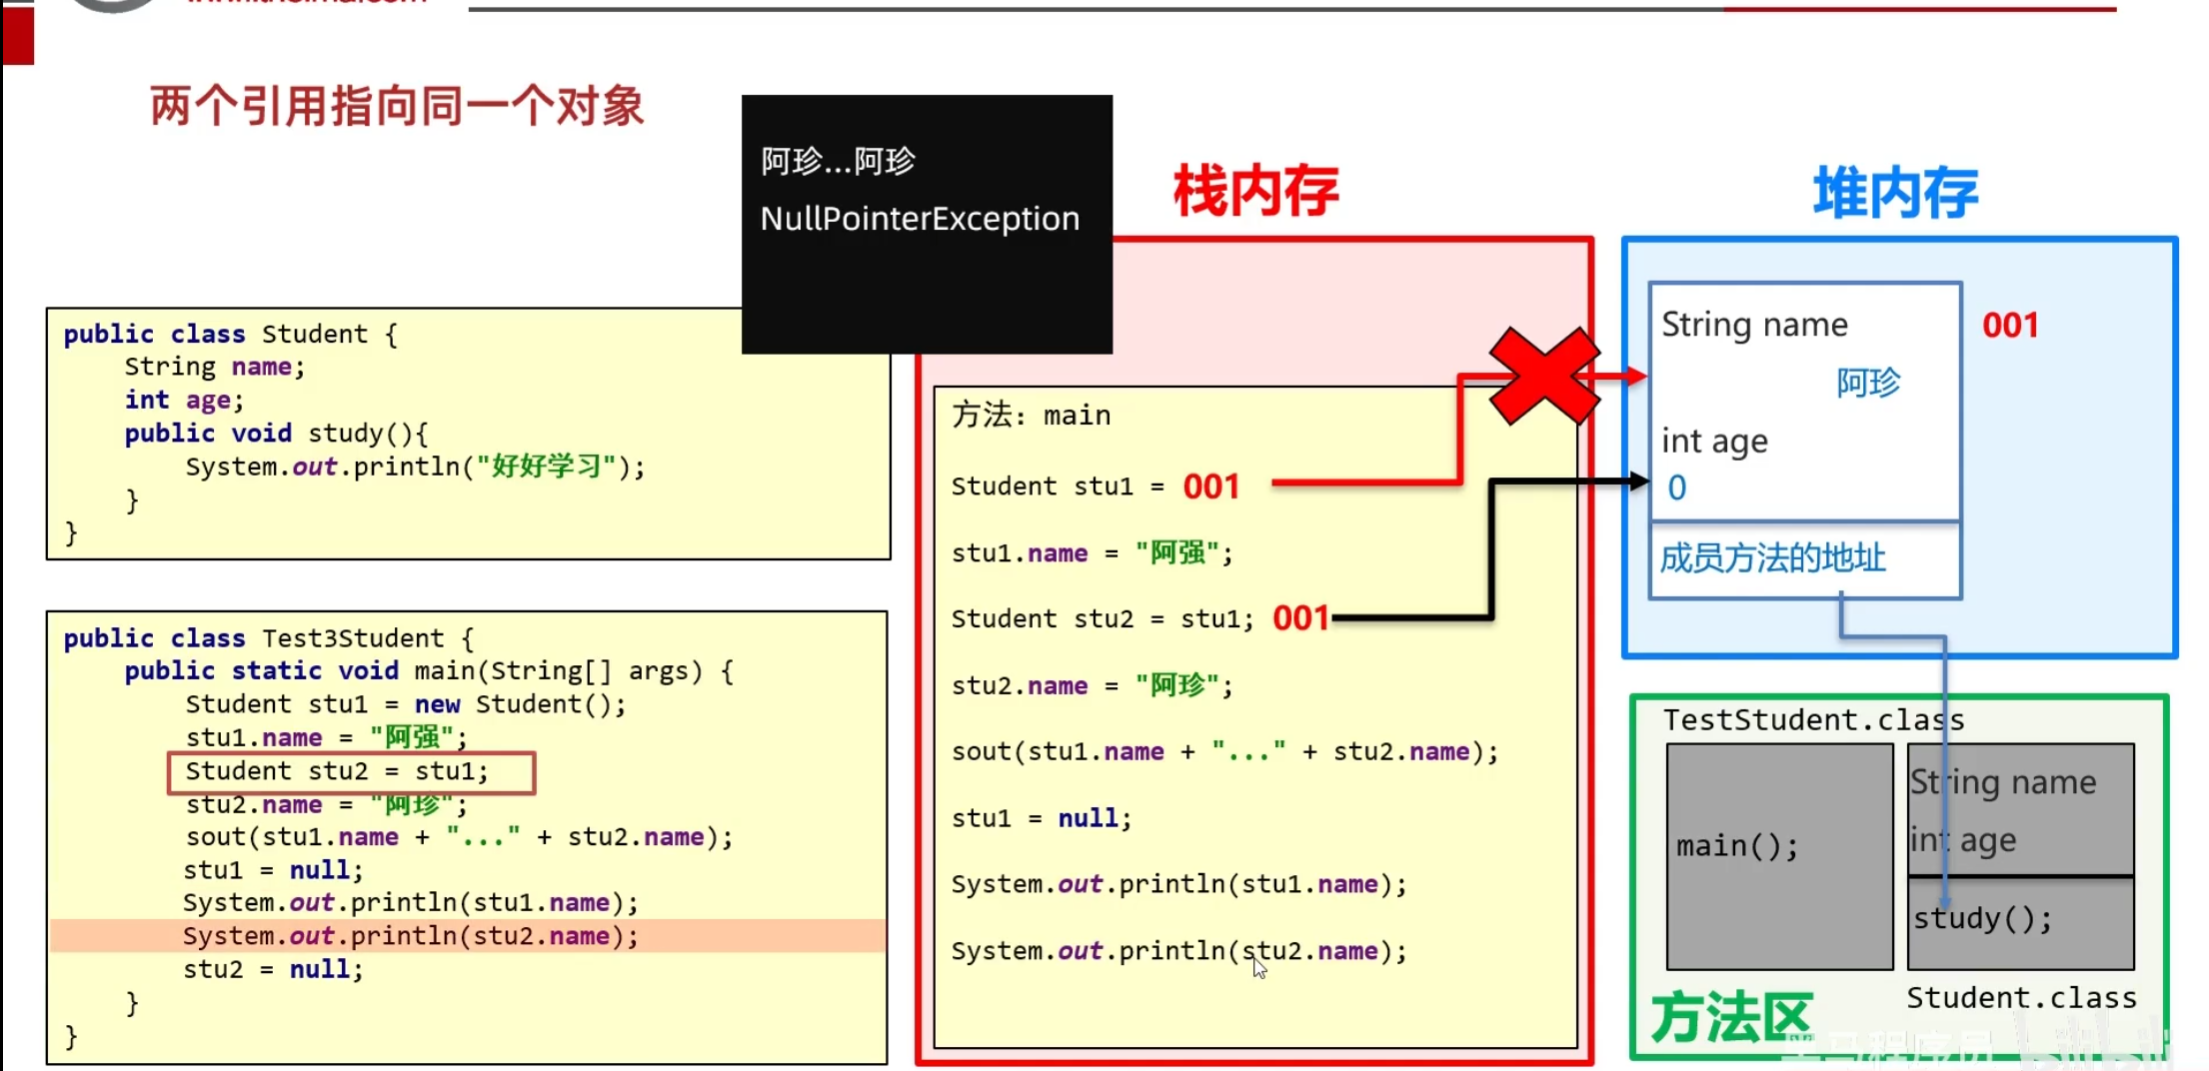 两个引用指向同一个对象
阿珍...阿珍
NullPointerException
public class Student {
String name;
int age;
public void study(){
System.out.println("好好学习");
}
}
public class Test3Student {
public static void main(String[] args) {
Student stu1 = new Student();
stu1.name = "阿强";
Student stu2 = stu1;
stu2.name = "阿珍";
sout(stu1.name + "..." + stu2.name);
stu1 = null;
System.out.println(stu1.name);
System.out.println(stu2.name);
stu2 = null;
}
}
栈内存
方法: main
Student stu1 = 001
stu1.name = "阿强";
Student stu2 = stu1; 001
stu2.name = "阿珍";
sout(stu1.name + "..." + stu2.name);
stu1 = null;
System.out.println(stu1.name);
System.out.println(stu2.name);
堆内存
String name
001
阿珍
int age
0
成员方法的地址
TestStudent.class
main();
String name
int age
study();
Student.class
方法区